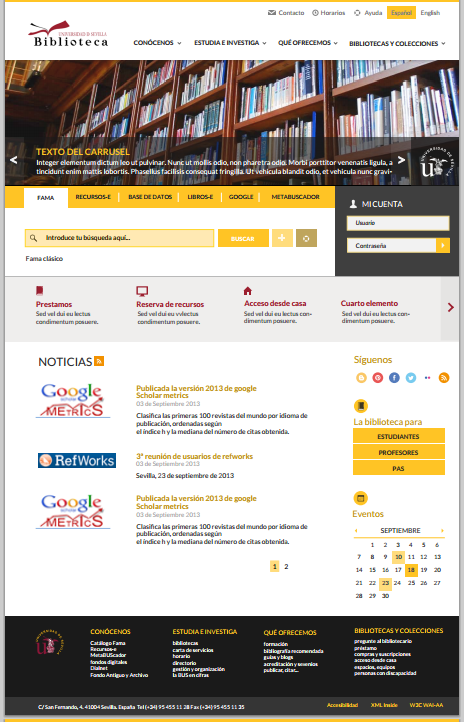 Contacto Horarios Ayuda Español English
UNIVERSIDAD DE SEVILLA
Biblioteca
CONÓCENOS ESTUDIA E INVESTIGA QUÉ OFRECEMOS BIBLIOTECAS Y COLECCIONES
TEXTO DEL CARRUSEL
Integer elementum dictum leo ut pulvinar. Nunc ut mollis odio, non pharetra odio. Morbi porttitor venenatis ligula, a
tincidunt enim mattis lobortis. Phasellus facilisis consequat fringilla. Ut vehicula blandit odio, et vehicula nunc gravi-
< >
FAMA RECURSOS-E BASE DE DATOS LIBROS-E GOOGLE METABUSCADOR
MI CUENTA
Usuario
Contraseña
Introduce tu búsqueda aquí... BUSCAR +
Fama clásico
Prestamos
Sed vel dui eu lectus
condimentum posuere.
Reserva de recursos
Sed vel dui eu vvlectus
condimentum posuere.
Acceso desde casa
Sed vel dui eu lectus con-
dimentum posuere.
Cuarto elemento
Sed vel dui eu lectus con-
dimentum posuere.
NOTICIAS
Google
scholar
METRICS
Publicada la versión 2013 de google
Scholar metrics
03 de Septiembre de 2013
Clasifica las primeras 100 revistas del mundo por idioma de
publicación, ordenadas según
el índice h y la mediana del número de citas obtenida.
RefWorks
3ª reunión de usuarios de refworks
03 de Septiembre de 2013
Sevilla, 23 de septiembre de 2013
Google
scholar
METRICS
Publicada la versión 2013 de google
Scholar metrics
03 de Septiembre de 2013
Clasifica las primeras 100 revistas del mundo por idioma de
publicación, ordenadas según
el índice h y la mediana del número de citas obtenida.
1 2
Síguenos
La biblioteca para
ESTUDIANTES
PROFESORES
PAS
Eventos
SEPTIEMBRE
1 2 3 4 5 6
7 8 9 10 11 12 13
14 15 16 17 18 19 20
21 22 23 24 25 26 27
28 29 30
CONÓCENOS
Catálogo Fama
Recursos-e
MetaBUScador
fondos digitales
Dialnet
Fondo Antiguo y Archivo
ESTUDIA E INVESTIGA
bibliotecas
carta de servicios
horario
directorio
gestión y organización
la BUS en cifras
QUÉ OFRECEMOS
formación
bibliografía recomendada
guías y blogs
acreditación y sexenios
publicar, citar...
BIBLIOTECAS Y COLECCIONES
pregunte al bibliotecario
préstamo
compras y suscripciones
acceso desde casa
espacios, equipos
personas con discapacidad
C/ San Fernando, 4. 41004 Sevilla. España Tel (+34) 95 455 11 28 Fax (+34) 95 455 11 35
Accesibilidad XML Inside W3C WAI-AA